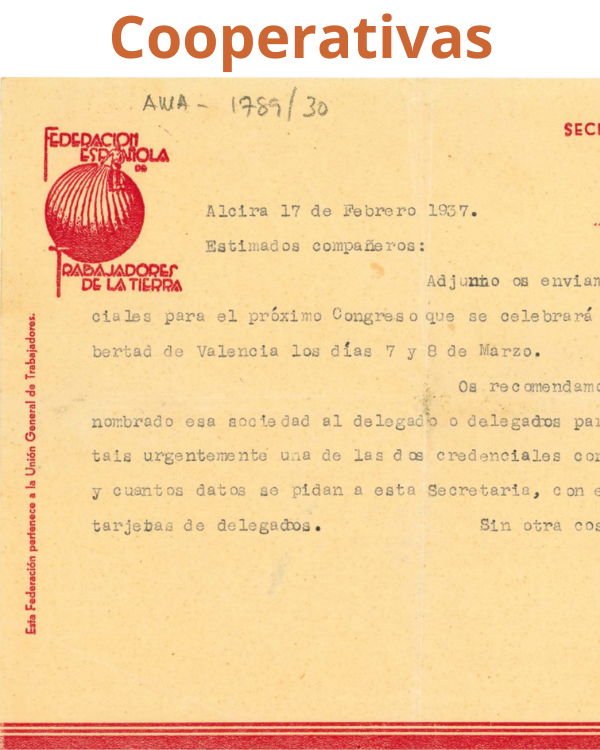 Cooperativas
AWA - 1789/30
FEDERACION
ESPAÑOLA
DE
TRABAJADORES
DE LA TIERRA
SECR
Alcira 17 de Febrero 1937.
Estimados compañeros:
Adjunto os enviam
ciales para el próximo Congreso que se celebrará
bertad de Valencia los días 7 y 8 de Marzo.
Os recomendamo
nombrado esa sociedad al delegado o delegados par
tais urgentemente una de las dos credenciales con
y cuantos datos se pidan a esta Secretaria, con e
tarjetas de delegados.
Sin otra cos
Esta Federación pertenece a la Unión General de Trabajadores.